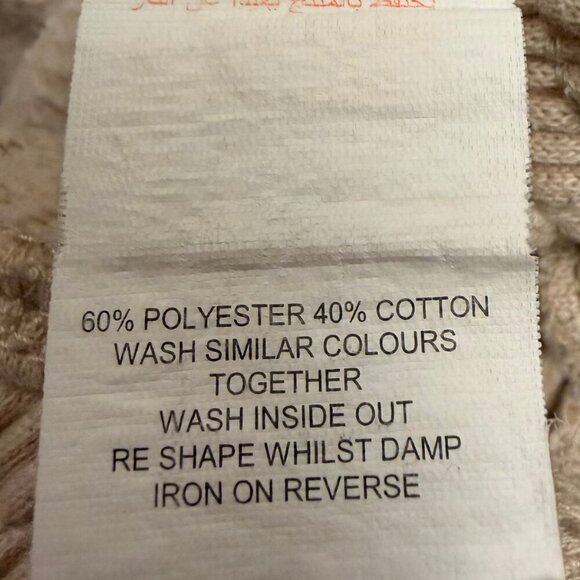 60% POLYESTER 40% COTTON
WASH SIMILAR COLOURS
TOGETHER
WASH INSIDE OUT
RE SHAPE WHILST DAMP
IRON ON REVERSE